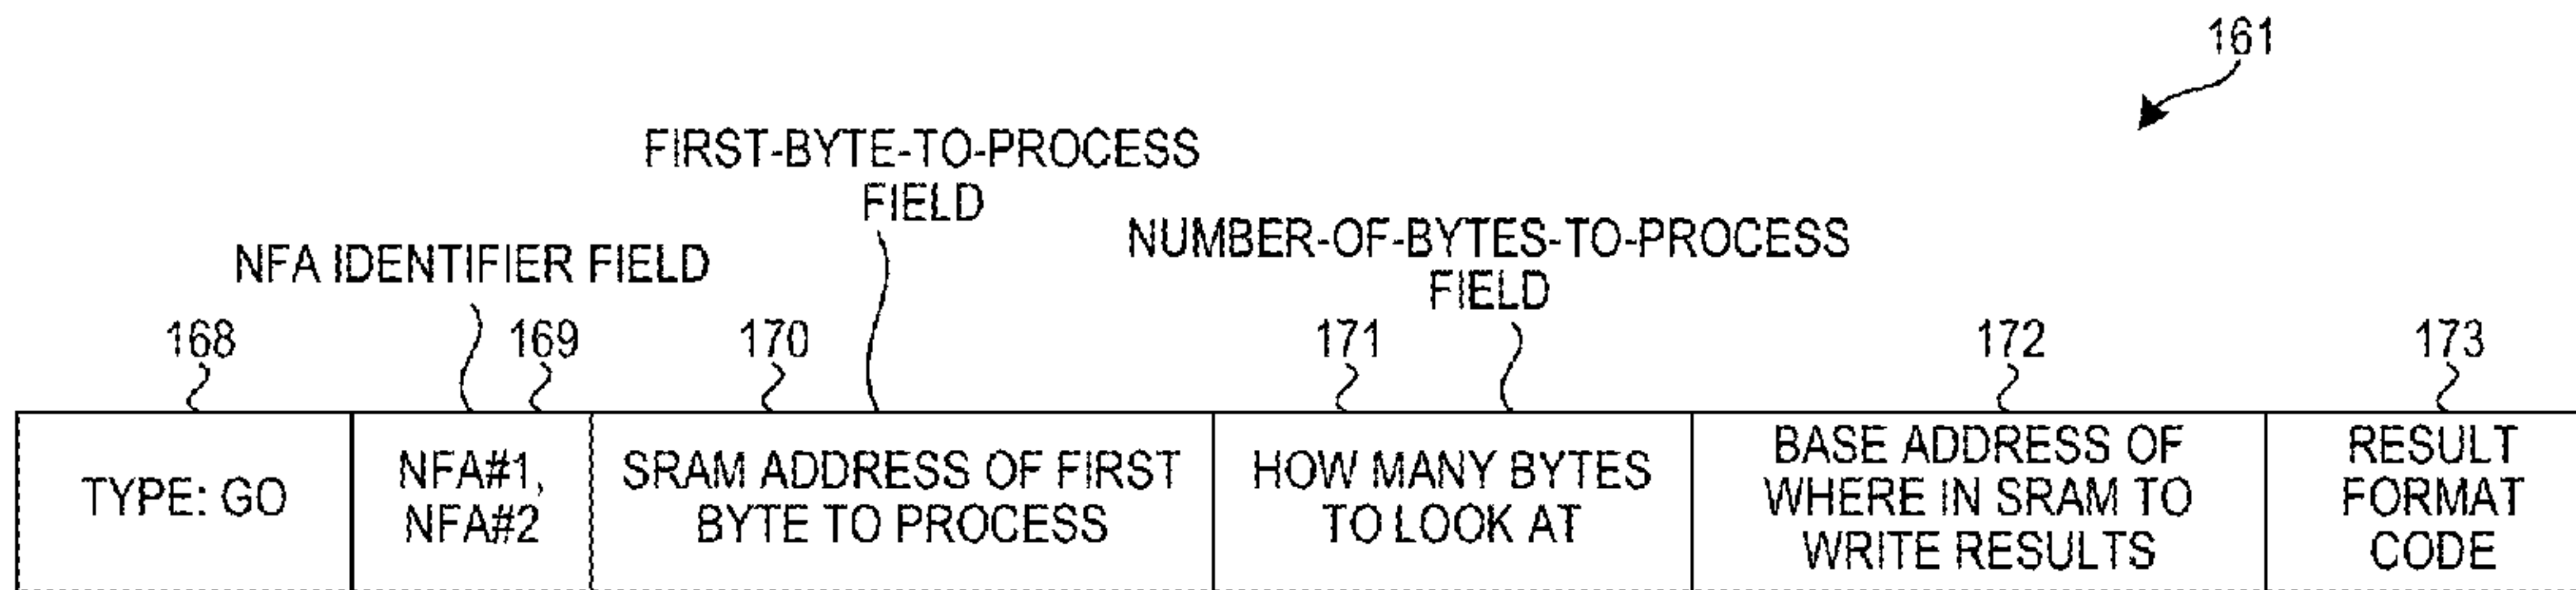 161
FIRST-BYTE-TO-PROCESS
FIELD
NUMBER-OF-BYTES-TO-PROCESS
FIELD
NFA IDENTIFIER FIELD
168
169
170
171
172
173
TYPE: GO
NFA#1,
NFA#2
SRAM ADDRESS OF FIRST
BYTE TO PROCESS
HOW MANY BYTES
TO LOOK AT
BASE ADDRESS OF
WHERE IN SRAM TO
WRITE RESULTS
RESULT
FORMAT
CODE